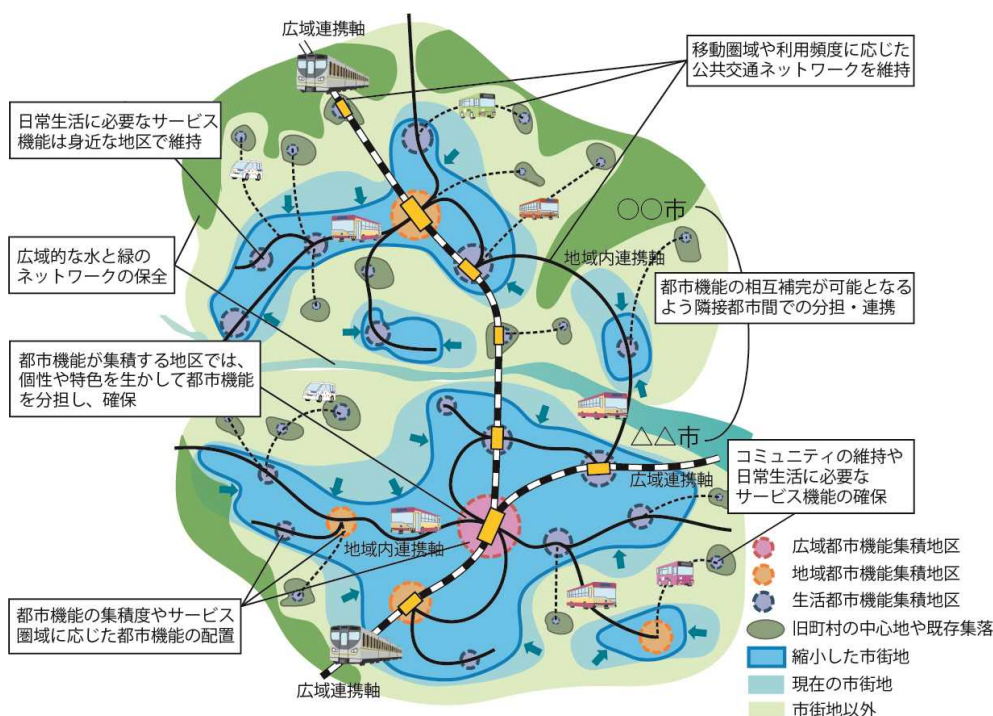 広域連携軸
移動圏域や利用頻度に応じた
公共交通ネットワークを維持
日常生活に必要なサービス
機能は身近な地区で維持
○○市
広域的な水と緑の
ネットワークの保全
地域内連携軸
都市機能の相互補完が可能となる
よう隣接都市間での分担・連携
都市機能が集積する地区では、
個性や特色を生かして都市機能
を分担し、確保
△△市
コミュニティの維持や
日常生活に必要な
サービス機能の確保
広域連携軸
地域内連携軸
広域都市機能集積地区
地域都市機能集積地区
生活都市機能集積地区
旧町村の中心地や既存集落
縮小した市街地
現在の市街地
市街地以外
都市機能の集積度やサービス
圏域に応じた都市機能の配置
広域連携軸